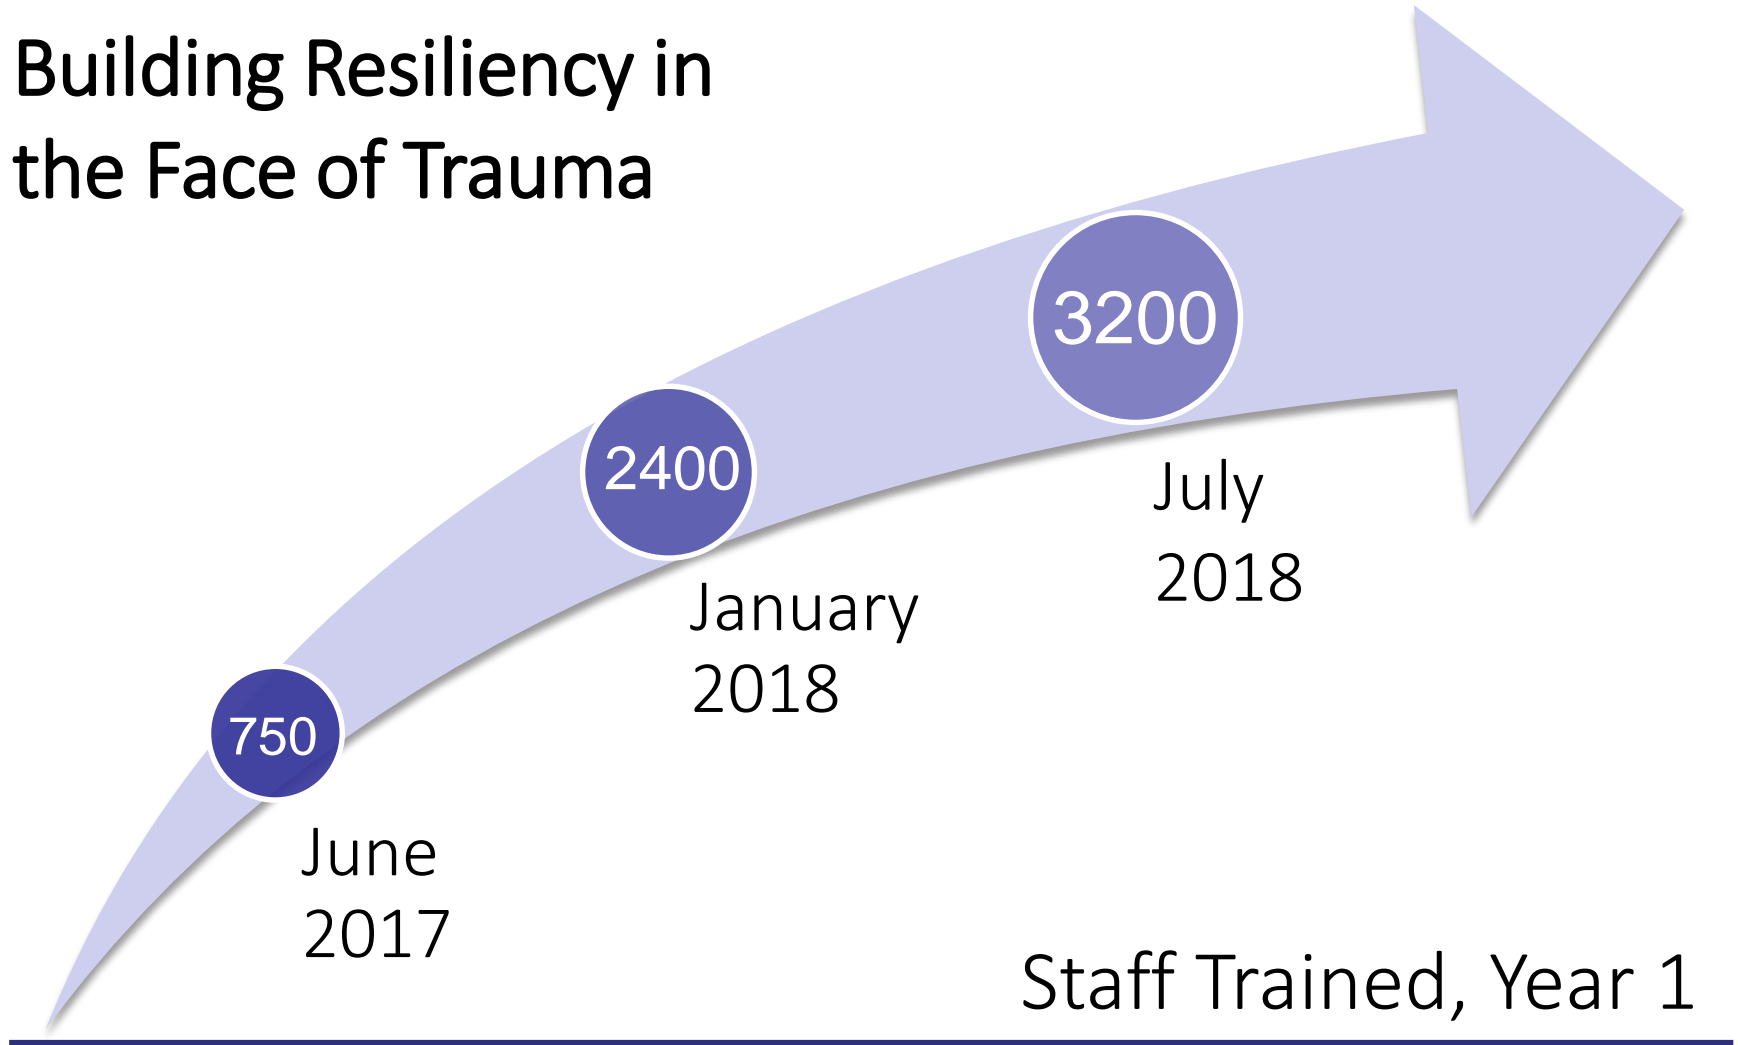 Building Resiliency in
the Face of Trauma
3200
2400
July
2018
January
2018
750
June
2017
Staff Trained, Year 1